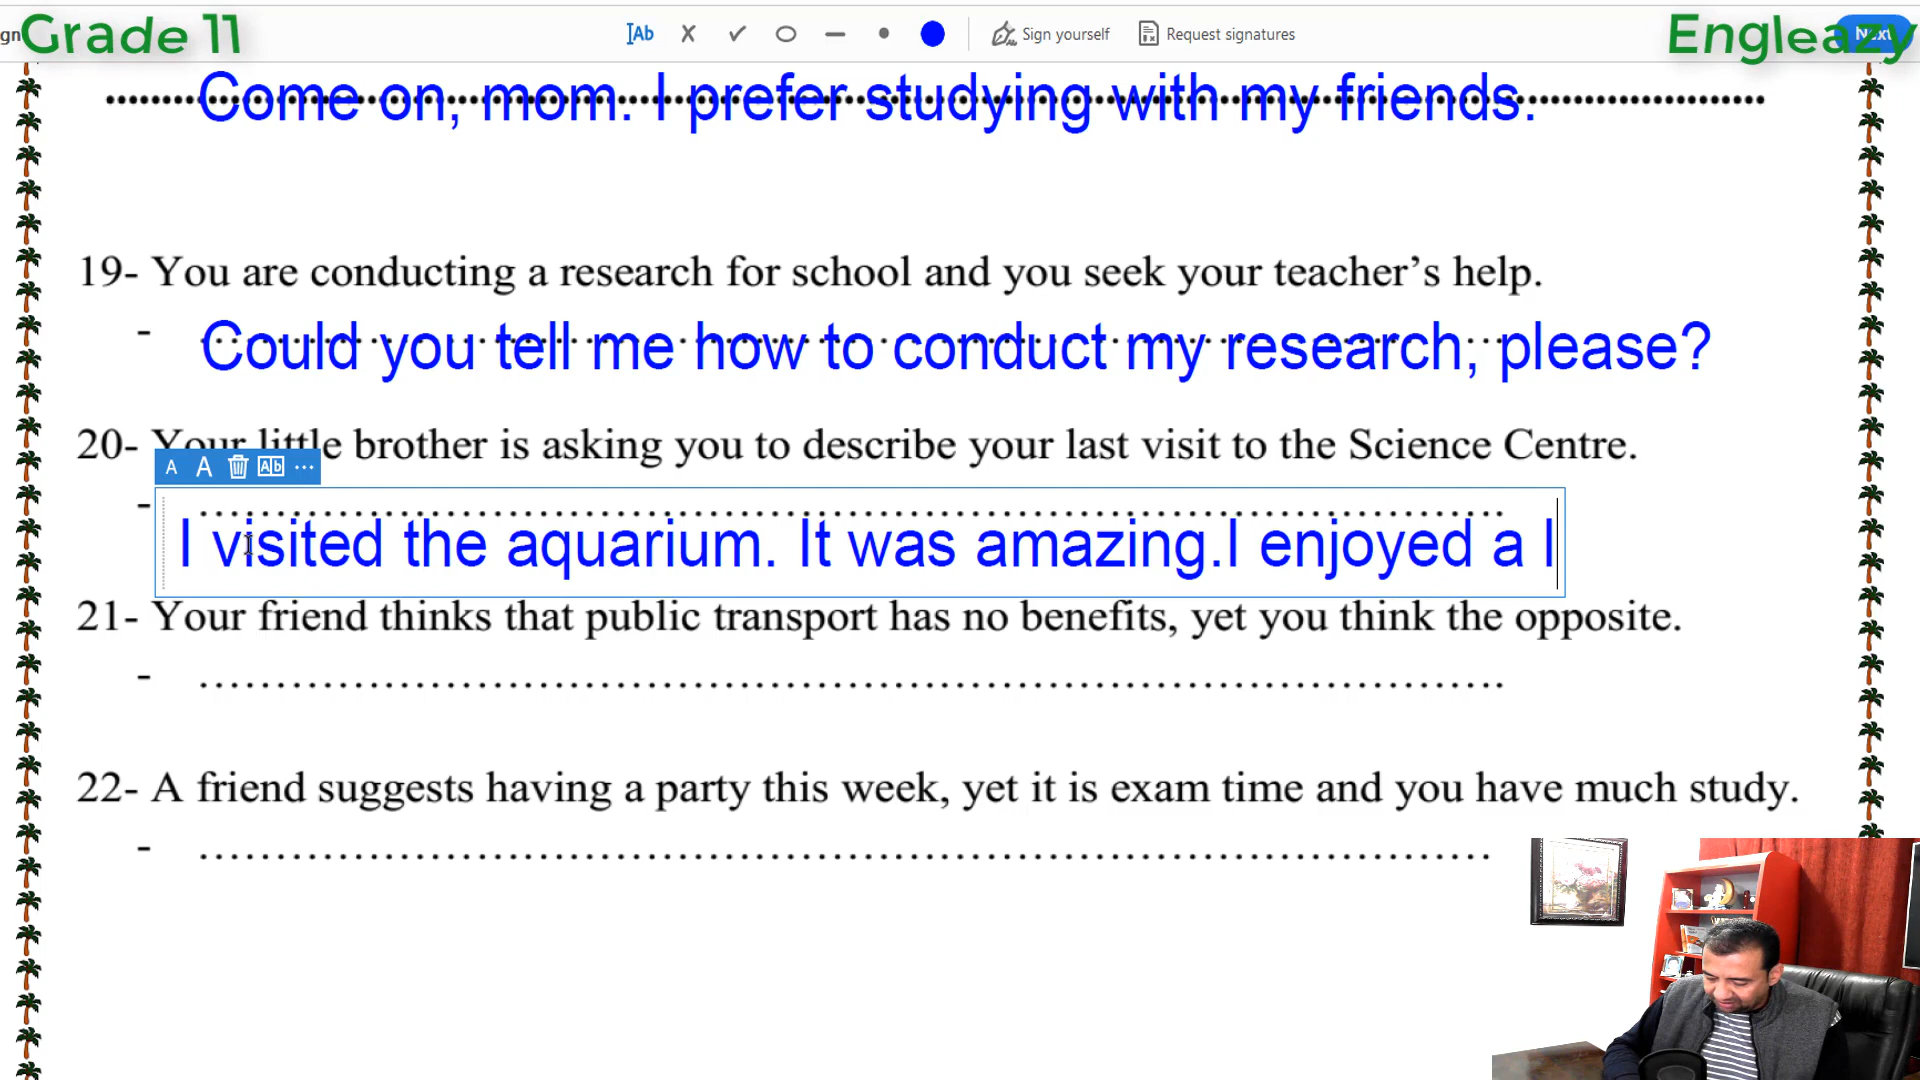 gn Grade 11 Ab Sign yourself Request signatures Engleazy Next
Come on, mom. I prefer studying with my friends.
19- You are conducting a research for school and you seek your teacher’s help.
- Could you tell me how to conduct my research, please?
20- Your little brother is asking you to describe your last visit to the Science Centre.
A A Ab ...
- I visited the aquarium. It was amazing.I enjoyed a l
21- Your friend thinks that public transport has no benefits, yet you think the opposite.
- ........................................................................
22- A friend suggests having a party this week, yet it is exam time and you have much study.
- ........................................................................